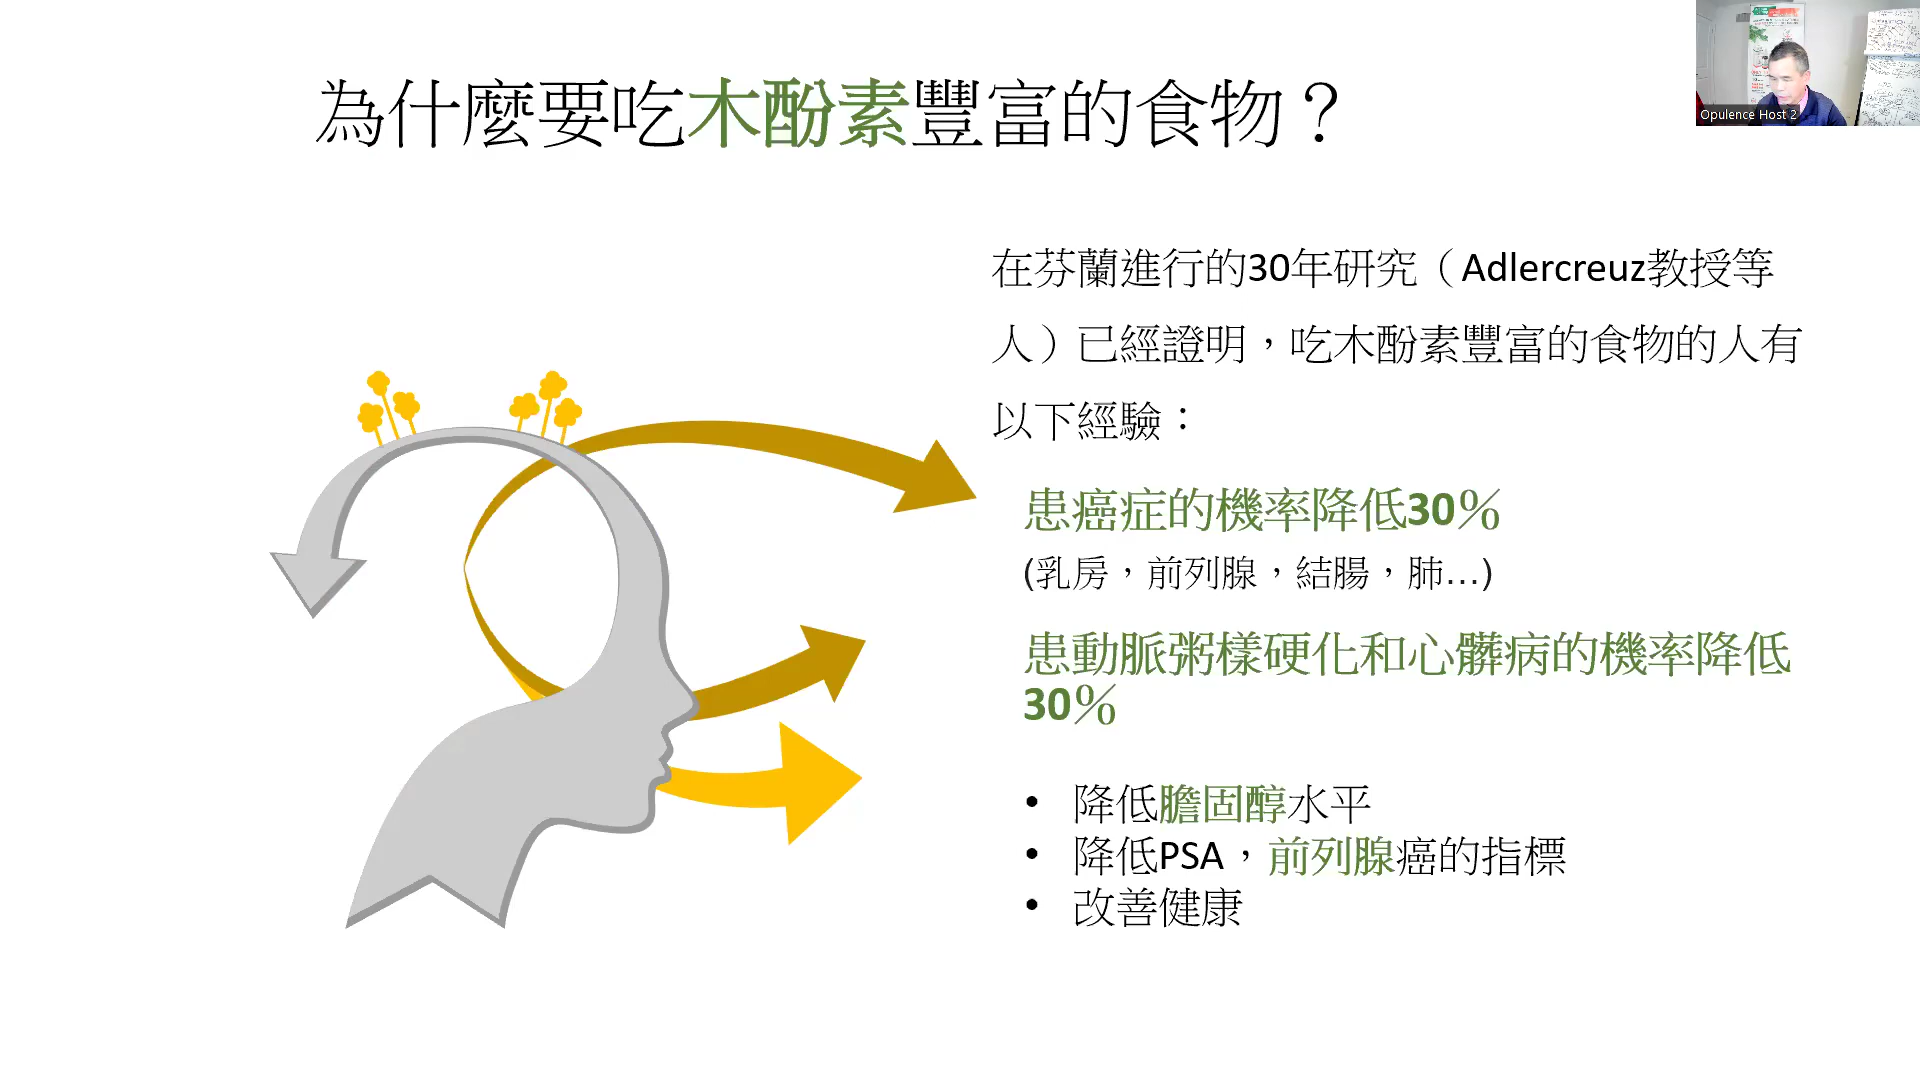 為什麼要吃木酚素豐富的食物？
Opulence Host 2
在芬蘭進行的30年研究（Adlercreuz教授等
人）已經證明，吃木酚素豐富的食物的人有
以下經驗：
患癌症的機率降低30%
(乳房，前列腺，結腸，肺…)
患動脈粥樣硬化和心髒病的機率降低
30%
• 降低膽固醇水平
• 降低PSA，前列腺癌的指標
• 改善健康